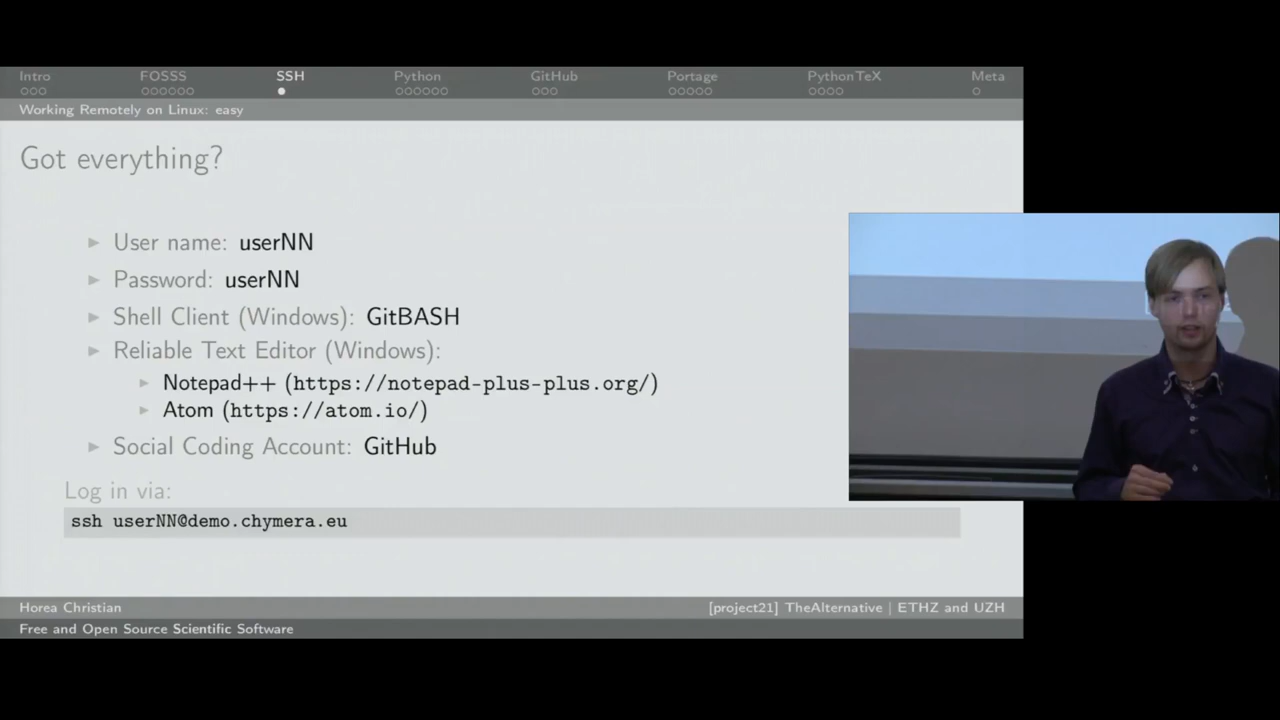 Intro FOSSS SSH Python GitHub Portage PythonTeX Meta
Working Remotely on Linux: easy
Got everything?
User name: userNN
Password: userNN
Shell Client (Windows): GitBASH
Reliable Text Editor (Windows):
Notepad++ (https://notepad-plus-plus.org/)
Atom (https://atom.io/)
Social Coding Account: GitHub
Log in via:
ssh userNN@demo.chymera.eu
Horea Christian [project21] TheAlternative | ETHZ and UZH
Free and Open Source Scientific Software